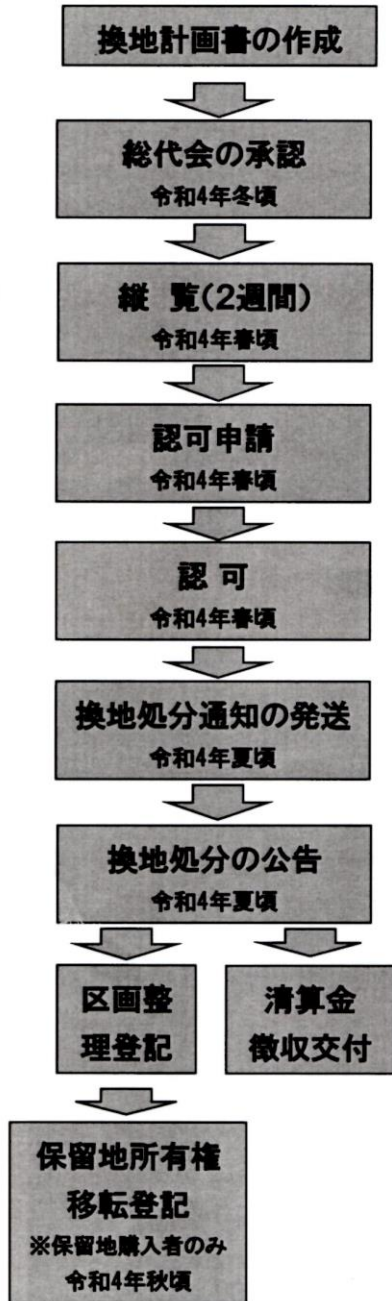 換地計画書の作成
総代会の承認
令和4年冬頃
縦 覧(2週間)
令和4年春頃
認可申請
令和4年春頃
認 可
令和4年春頃
換地処分通知の発送
令和4年夏頃
換地処分の公告
令和4年夏頃
区画整
理登記
清算金
徴収交付
保留地所有権
移転登記
※保留地購入者のみ
令和4年秋頃